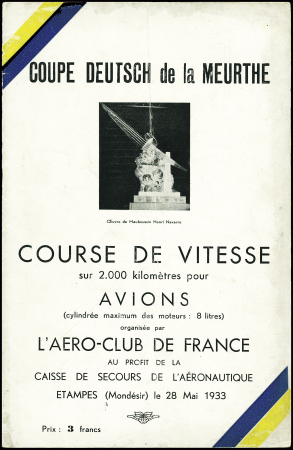 COUPE DEUTSCH de la MEURTHE
Œuvre de Maubousin Henri Navarre
COURSE DE VITESSE
sur 2.000 kilomètres pour
AVIONS
(cylindrée maximum des moteurs : 8 litres)
organisée par
L'AERO-CLUB DE FRANCE
AU PROFIT DE LA
CAISSE DE SECOURS DE L'AÉRONAUTIQUE
ETAMPES (Mondésir) le 28 Mai 1933
Prix : 3 francs